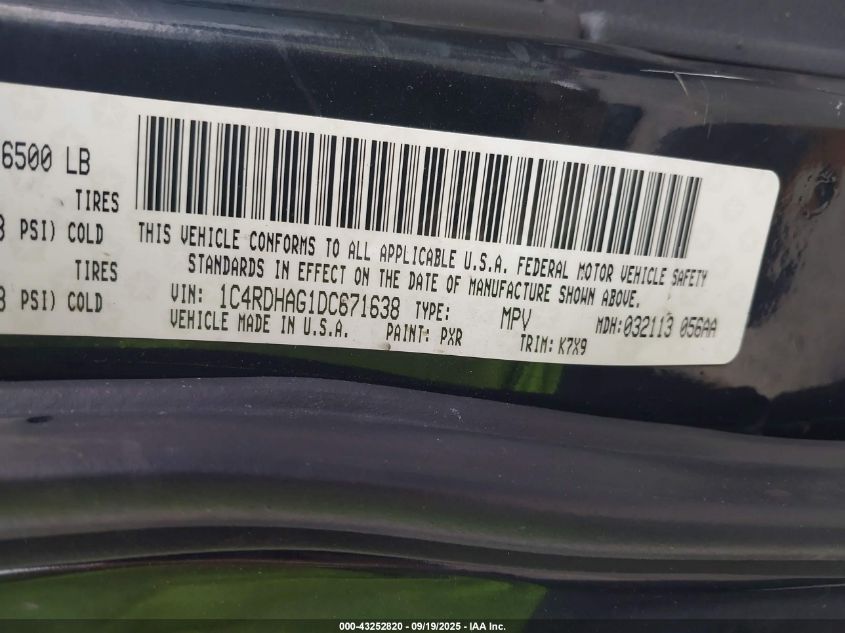 6500 LB
TIRES
PSI) COLD
TIRES
PSI) COLD
THIS VEHICLE CONFORMS TO ALL APPLICABLE U.S.A. FEDERAL MOTOR VEHICLE SAFETY
STANDARDS IN EFFECT ON THE DATE OF MANUFACTURE SHOWN ABOVE.
VIN: 1C4RDHAG1DC671638 TYPE: MPV MDH:032113 056AA
VEHICLE MADE IN U.S.A. PAINT: PXR TRIM: K7X9
000-43252820 - 09/19/2025 - IAA Inc.